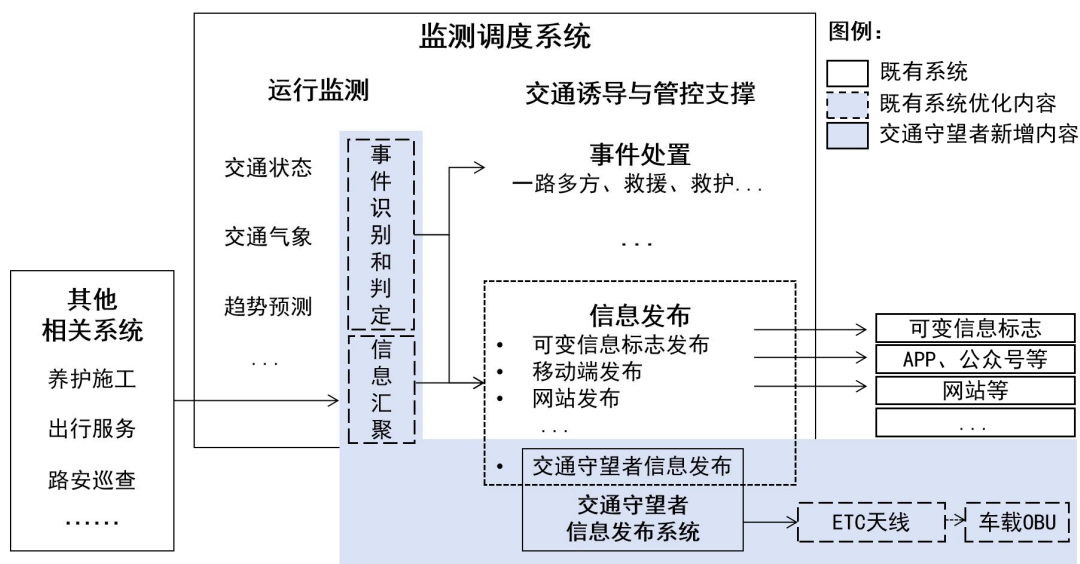 监测调度系统
图例：
既有系统
既有系统优化内容
交通守望者新增内容
运行监测
交通诱导与管控支撑
交通状态
交通气象
趋势预测
...
事件识别和判定
信息汇聚
事件处置
一路多方、救援、救护...
...
其他
相关系统
养护施工
出行服务
路安巡查
......
信息发布
• 可变信息标志发布
• 移动端发布
• 网站发布
...
• 交通守望者信息发布
交通守望者
信息发布系统
可变信息标志
APP、公众号等
网站等
...
ETC天线
车载OBU